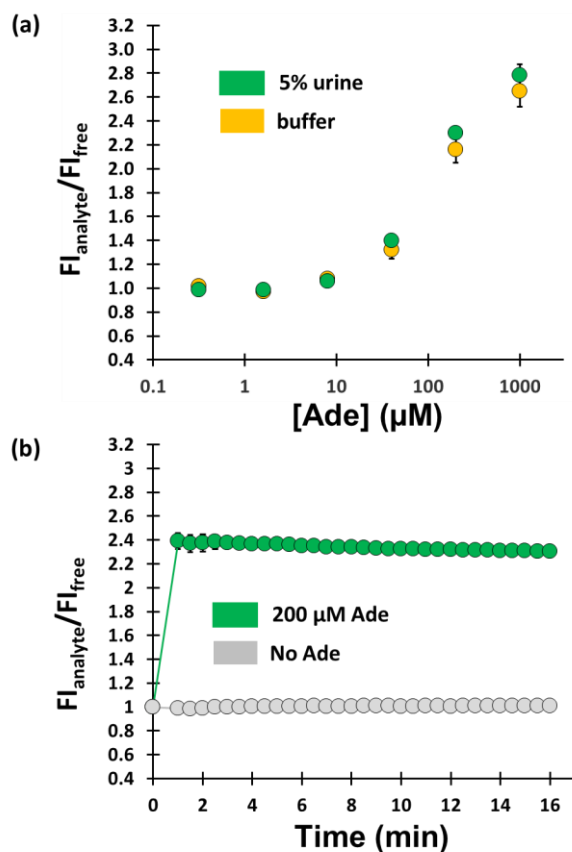 (a)
3.2
3.0
2.8
2.6
2.4
2.2
2.0
1.8
1.6
1.4
1.2
1.0
0.8
0.6
0.4
FIanalyte/FIfree
5% urine
buffer
0.1 1 10 100 1000
[Ade] (µM)
(b)
3.2
3
2.8
2.6
2.4
2.2
2
1.8
1.6
1.4
1.2
1
0.8
0.6
0.4
FIanalyte/FIfree
200 µM Ade
No Ade
0 2 4 6 8 10 12 14 16
Time (min)